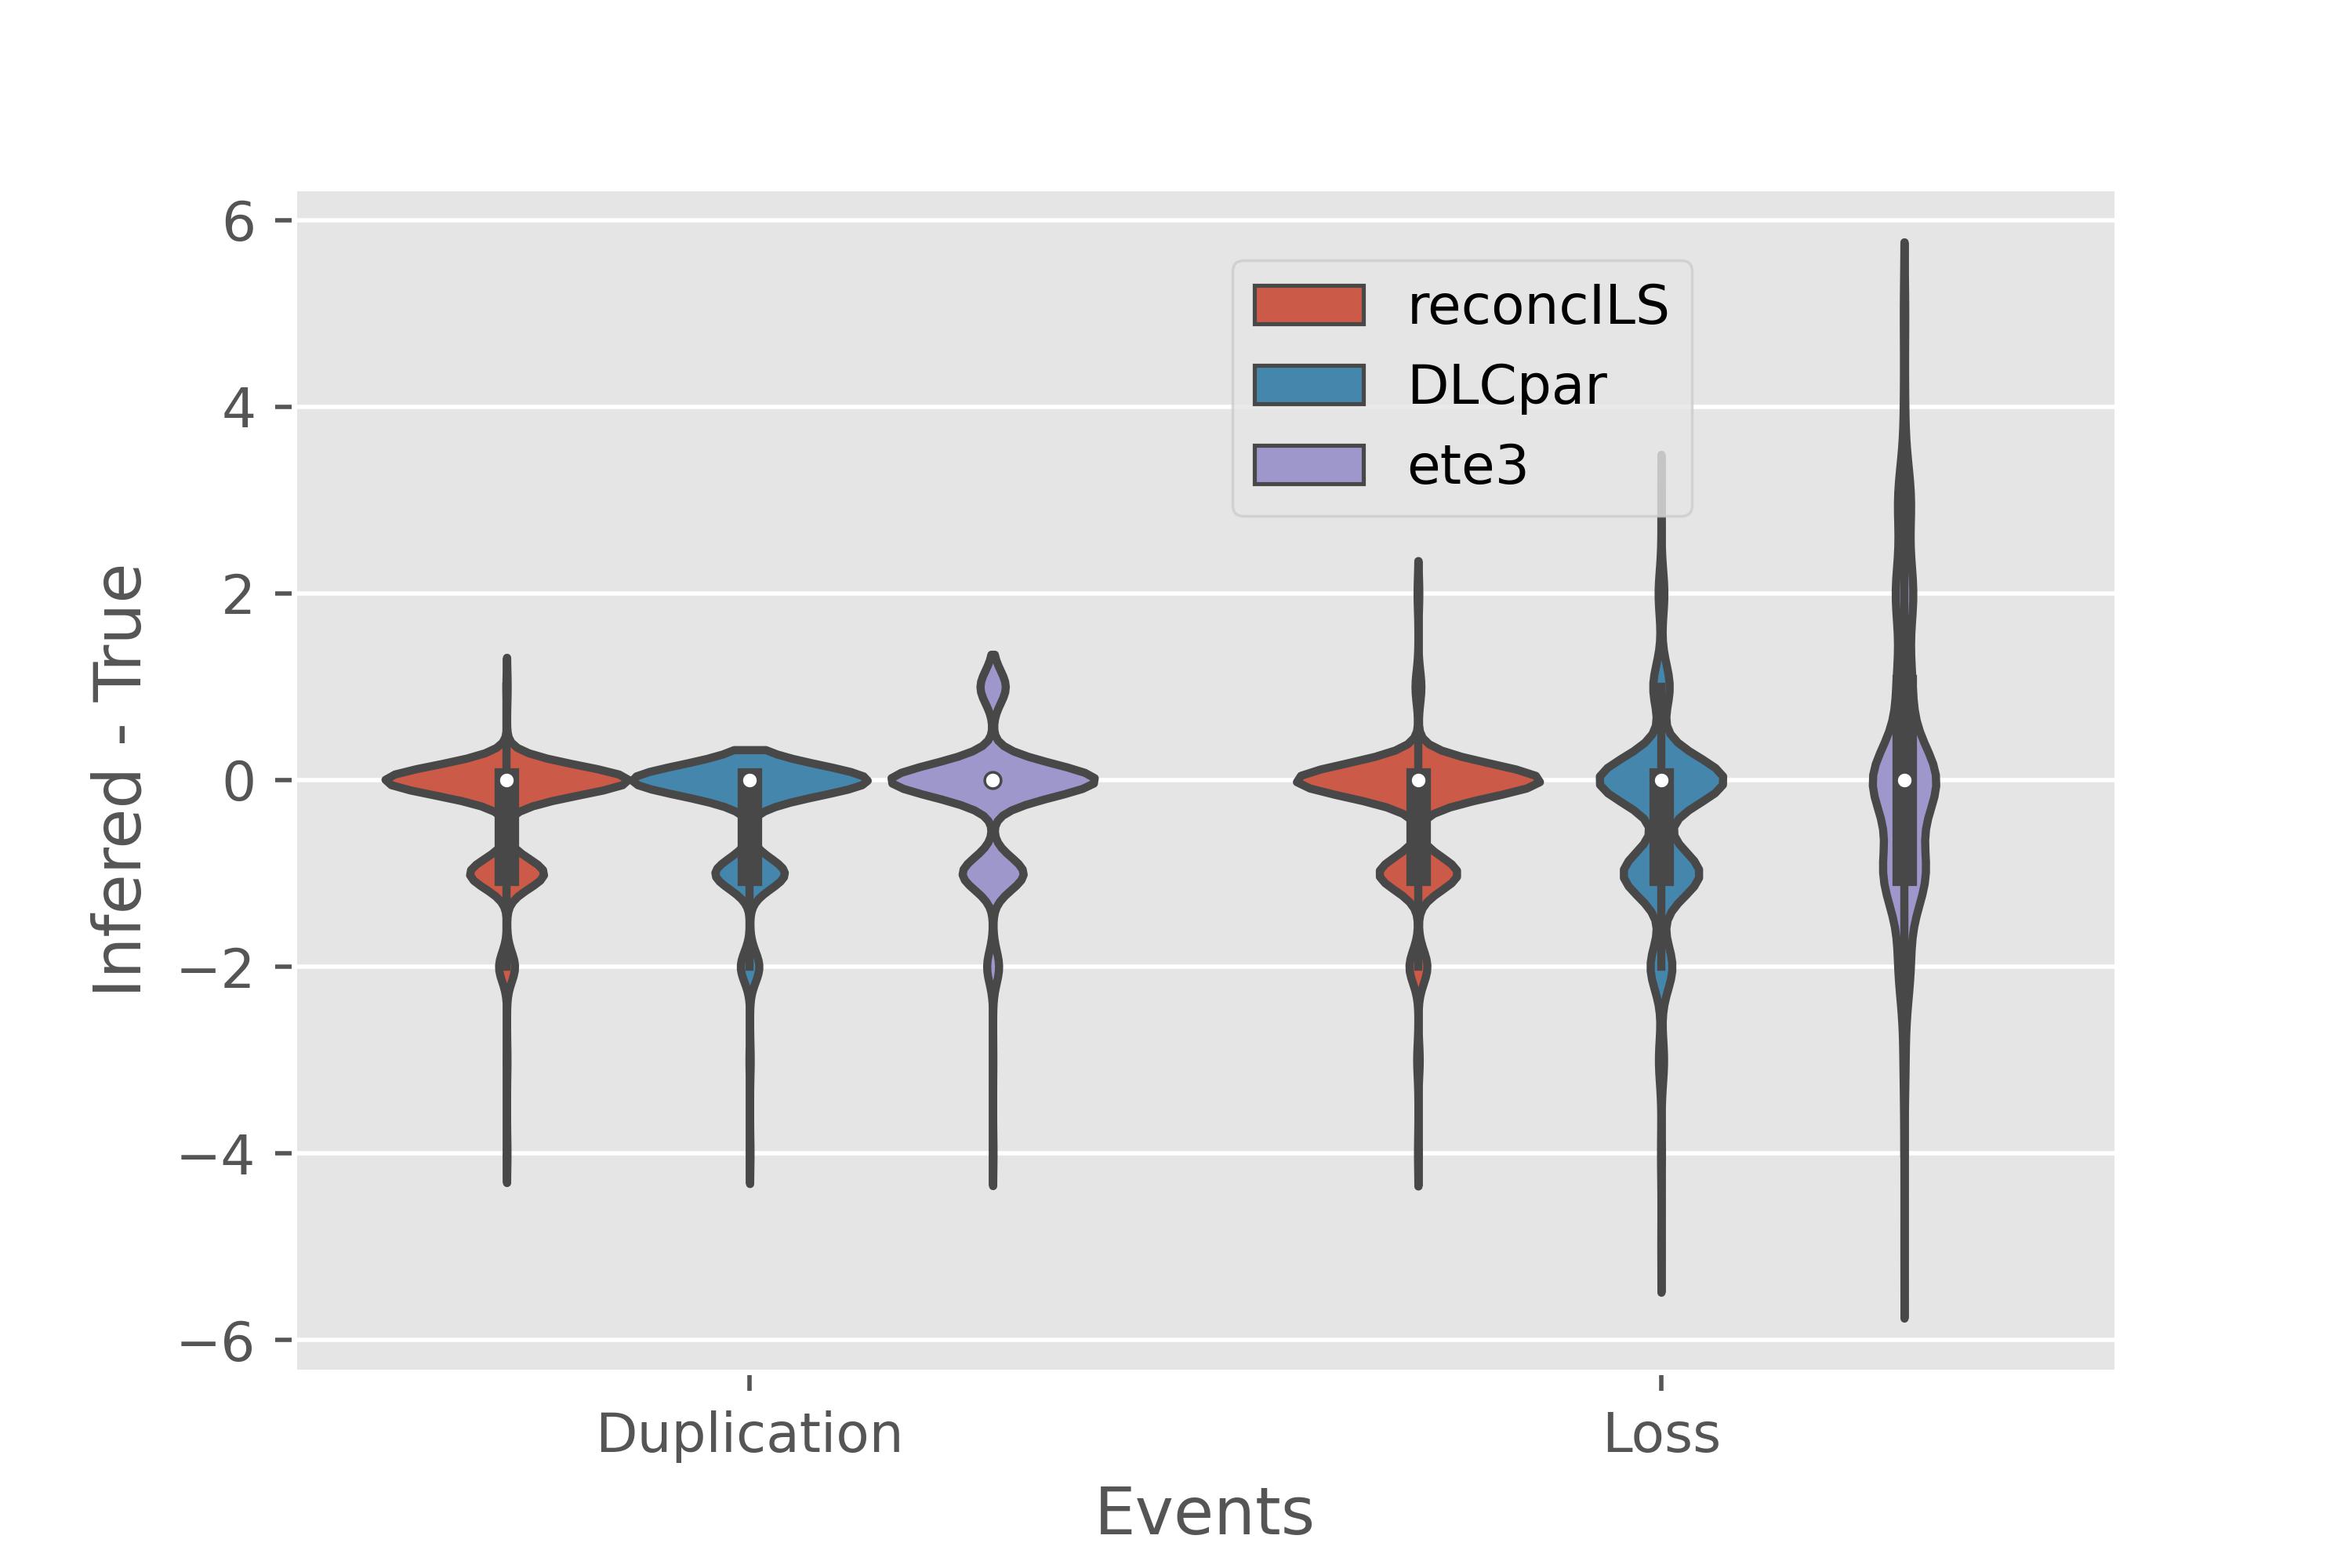 6
4
2
0
−2
−4
−6
Infered - True
reconcILS
DLCpar
ete3
Duplication
Loss
Events